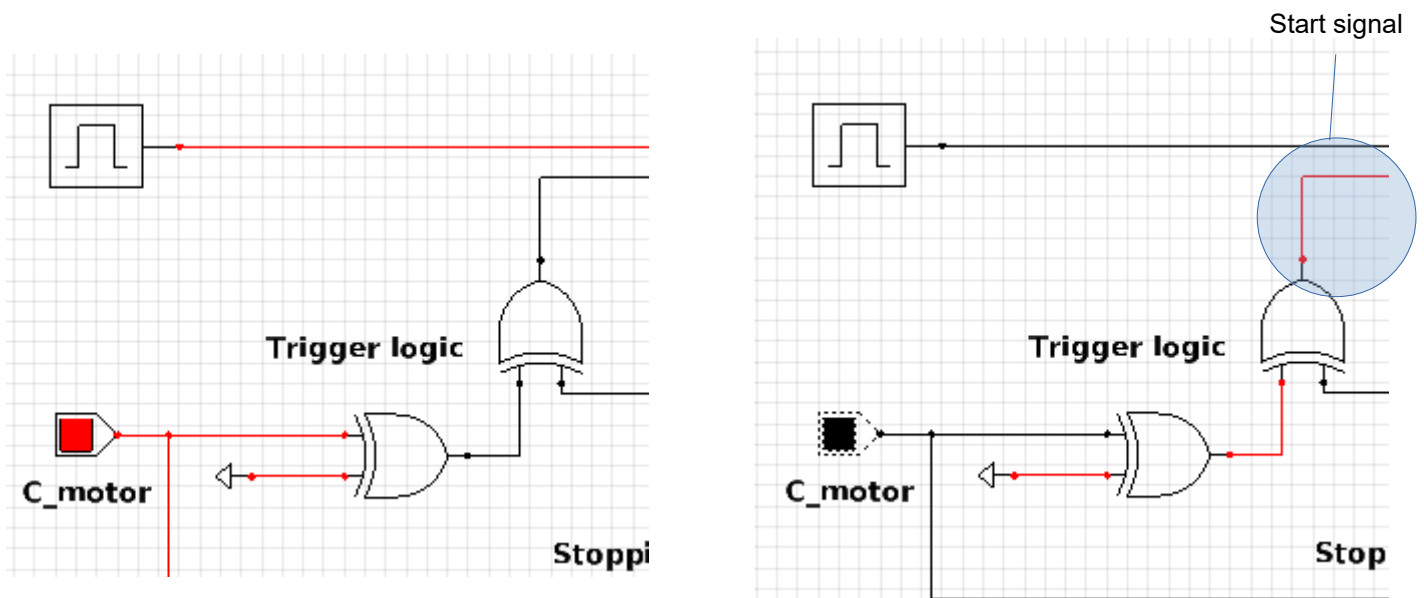 Start signal
Trigger logic
Trigger logic
C_motor
C_motor
Stoppi
Stop